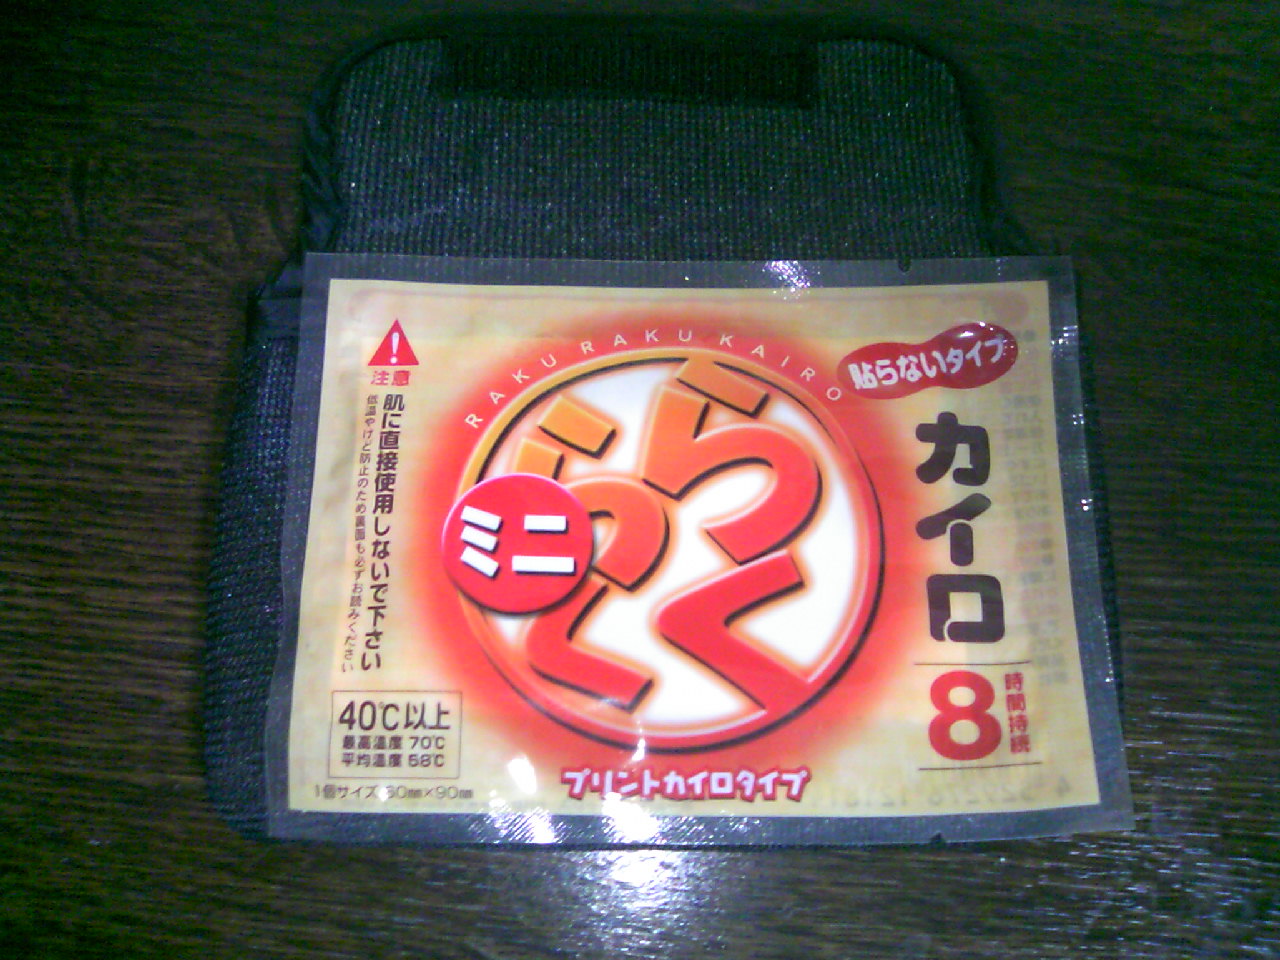 RAKU RAKU KAIRO
貼らないタイプ
らく
らく
ミニ
カイロ
8
時間持続
注意
肌に直接使用しないで下さい
低温やけど防止のため裏面も必ずお読みください
40℃以上
最高温度 70℃
平均温度 58℃
1個サイズ 60㎜×90㎜
プリントカイロタイプ